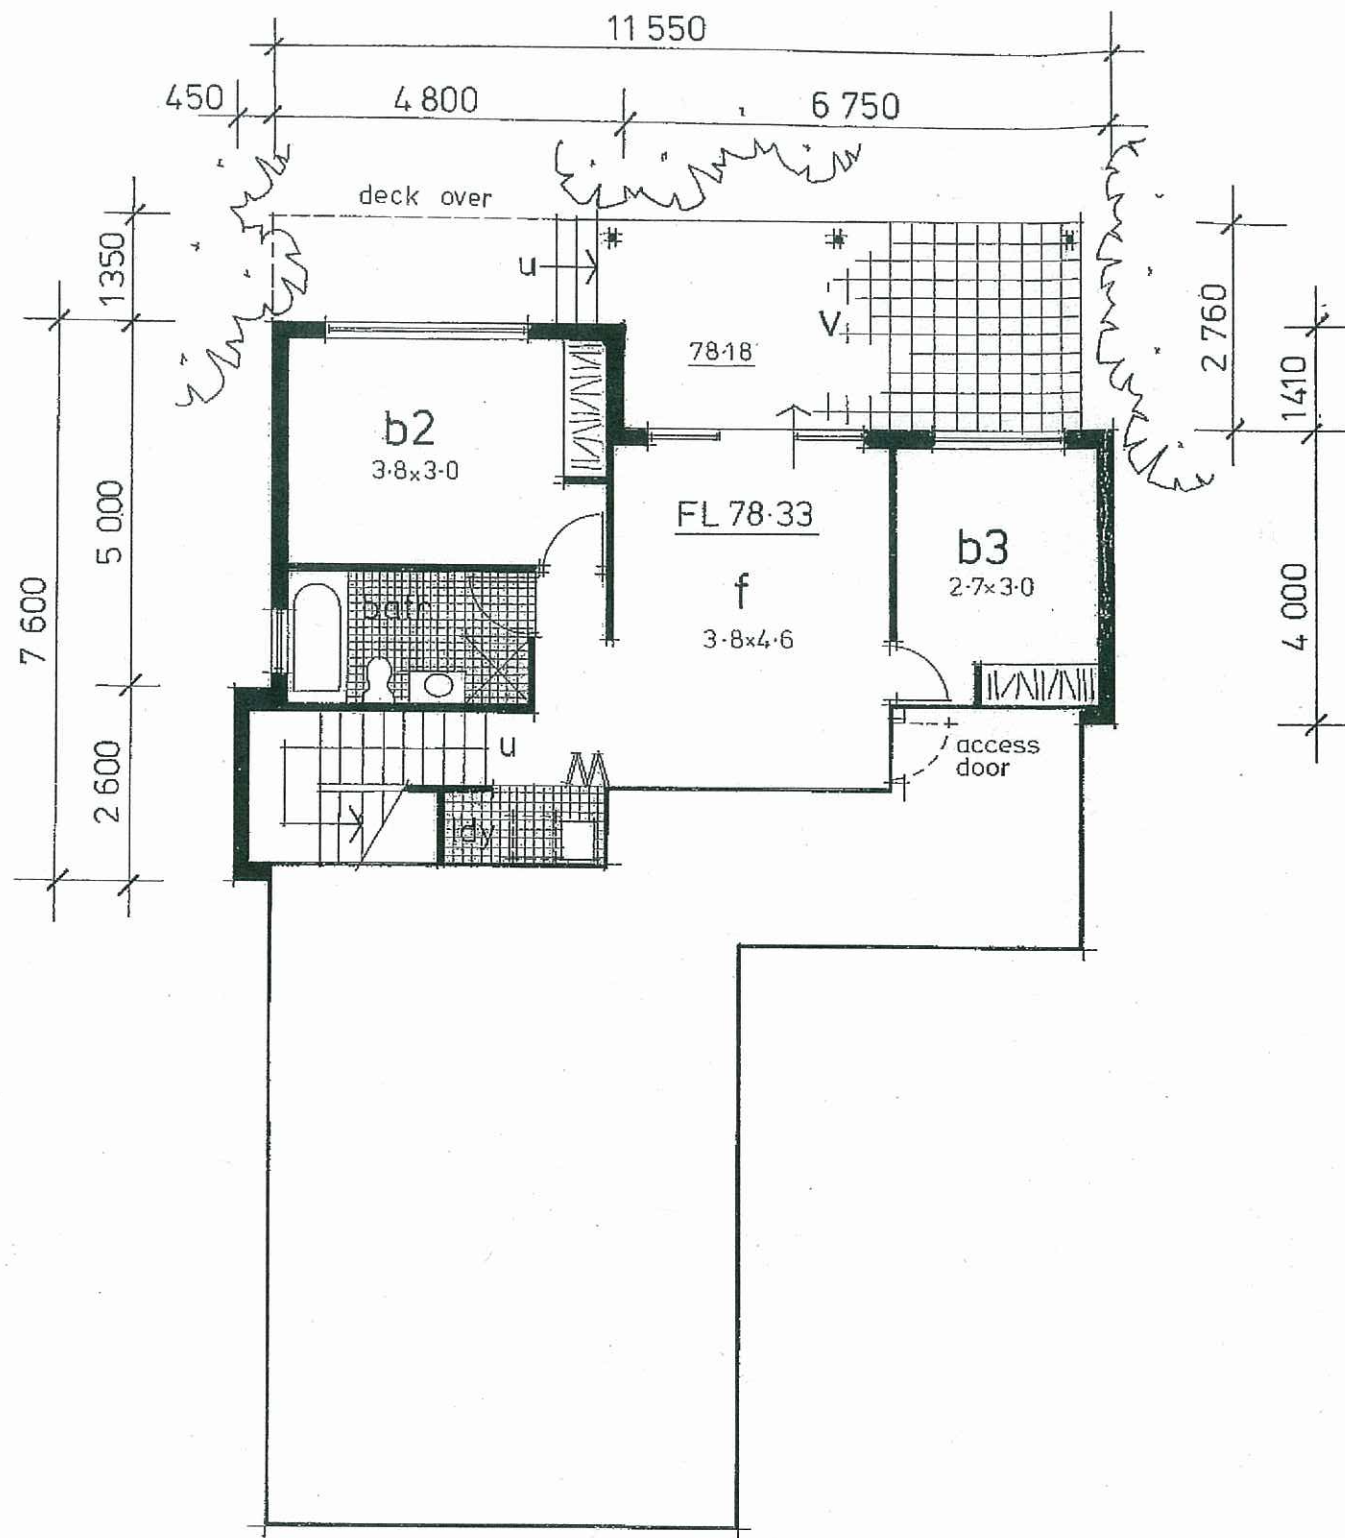 11 550
450
4 800
6 750
deck over
1350
u
V
78·18
2 760
1410
b2
3·8x3·0
5 000
FL 78·33
b3
2·7x3·0
f
3·8x4·6
4 000
7 600
bath
2 600
u
access
door
ldy